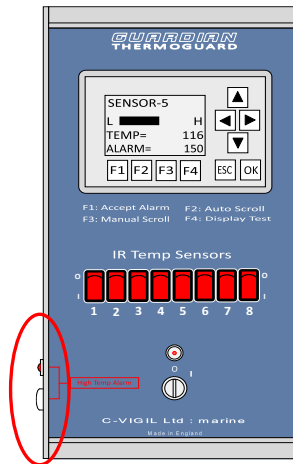 GUARDIAN
THERMOGUARD
SENSOR-5
L H
TEMP= 116
ALARM= 150
F1 F2 F3 F4 ESC OK
F1: Accept Alarm F2: Auto Scroll
F3: Manual Scroll F4: Display Test
IR Temp Sensors
O O
I I
1 2 3 4 5 6 7 8
High Temp Alarm
O I
C-VIGIL Ltd : marine
Made in England